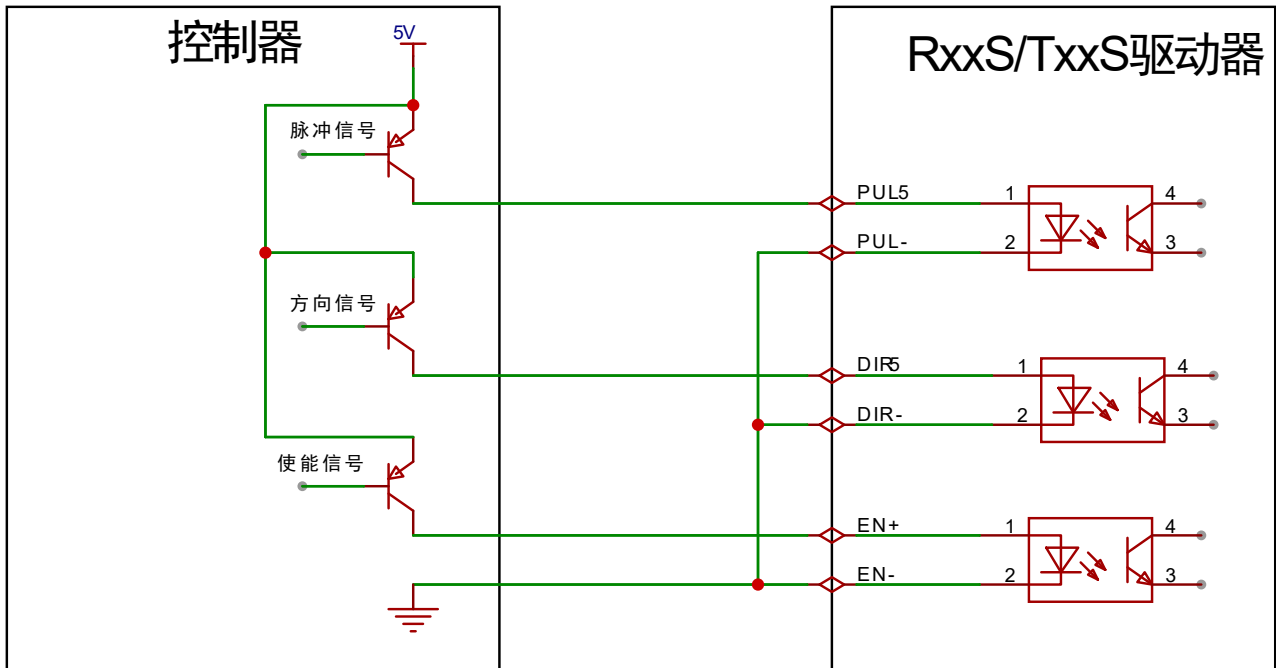 控制器
5V
RxxS/TxxS驱动器
脉冲信号
PUL5
1
4
PUL-
2
3
方向信号
DIR5
1
4
DIR-
2
3
使能信号
EN+
1
4
EN-
2
3